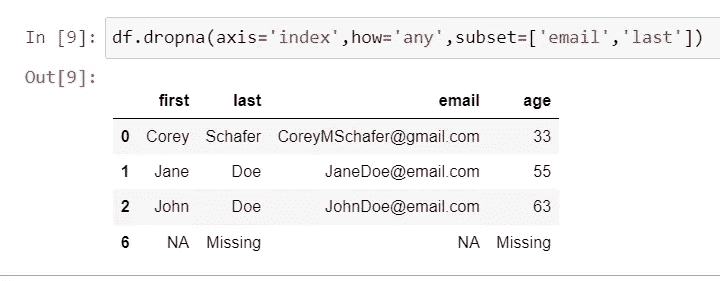 In [9]: df.dropna(axis='index',how='any',subset=['email','last'])
Out[9]:
first last email age
0 Corey Schafer CoreyMSchafer@gmail.com 33
1 Jane Doe JaneDoe@email.com 55
2 John Doe JohnDoe@email.com 63
6 NA Missing NA Missing